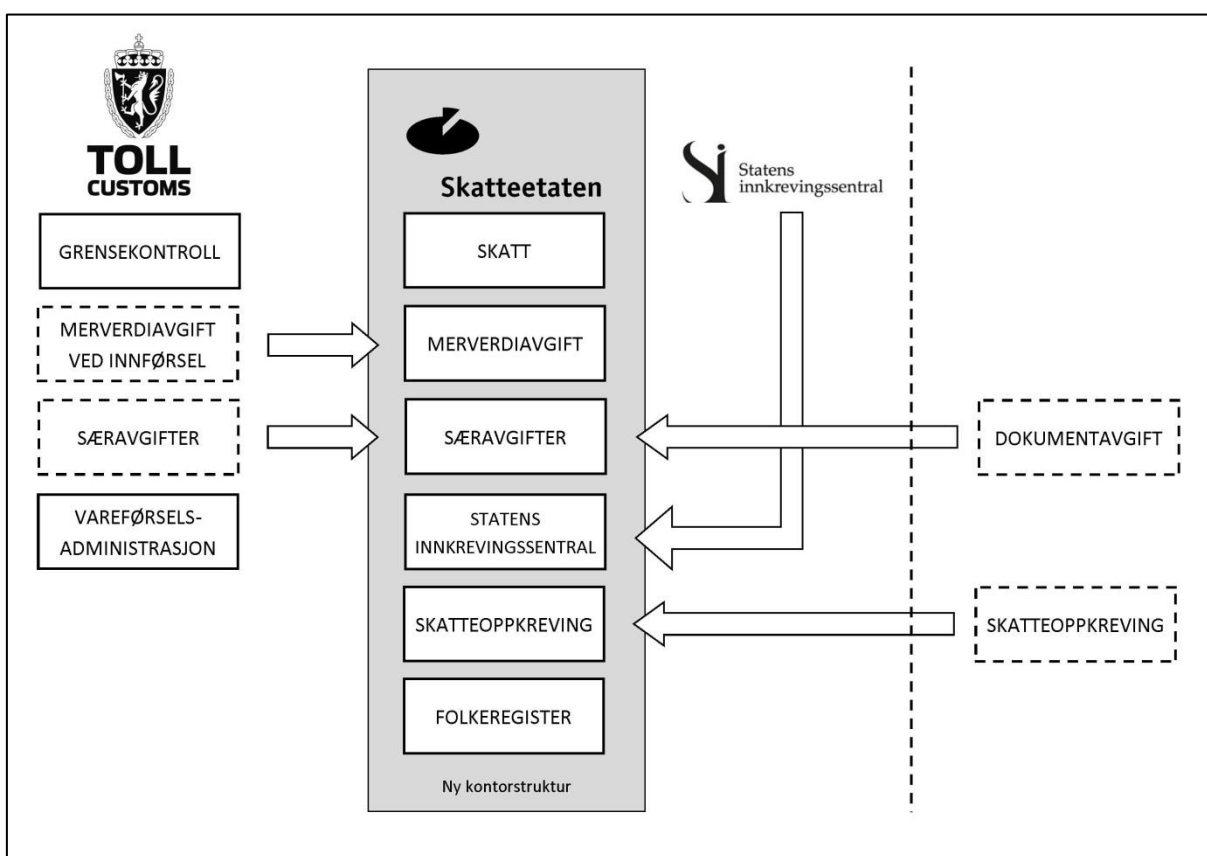 TOLL
CUSTOMS
GRENSEKONTROLL
MERVERDIAVGIFT
VED INNFØRSEL
SÆRAVGIFTER
VAREFØRSELS-
ADMINISTRASJON
Skatteetaten
SKATT
MERVERDIAVGIFT
SÆRAVGIFTER
STATENS
INNKREVINGSSENTRAL
SKATTEOPPKREVING
FOLKEREGISTER
Ny kontorstruktur
SI
Statens
innkrevingssentral
DOKUMENTAVGIFT
SKATTEOPPKREVING